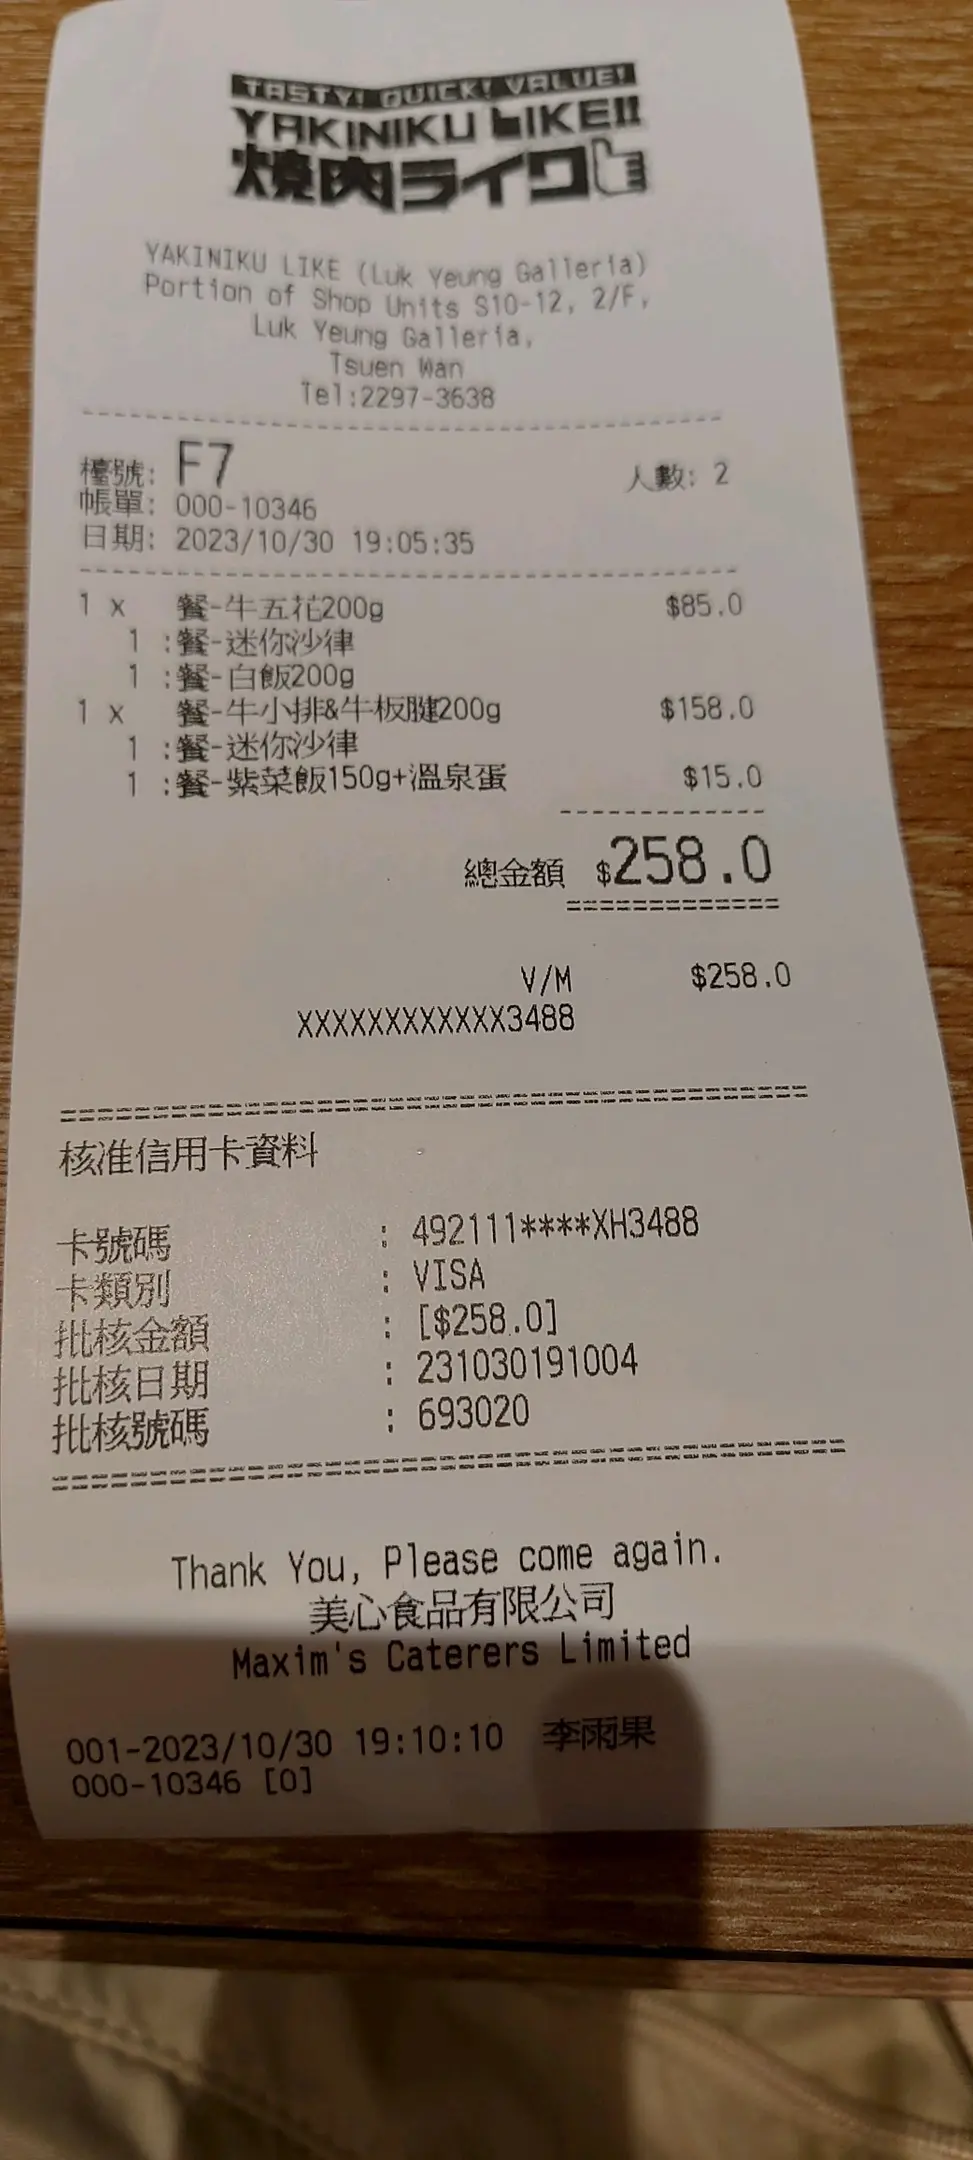 TASTY! QUICK! VALUE!
YAKINIKU LIKE!!
焼肉ライク
YAKINIKU LIKE (Luk Yeung Galleria)
Portion of Shop Units S10-12, 2/F,
Luk Yeung Galleria,
Tsuen Wan
Tel:2297-3638
檯號: F7 人數: 2
帳單: 000-10346
日期: 2023/10/30 19:05:35
1 x 餐-牛五花200g $85.0
1 :餐-迷你沙律
1 :餐-白飯200g
1 x 餐-牛小排&牛板腱200g $158.0
1 :餐-迷你沙律
1 :餐-紫菜飯150g+溫泉蛋 $15.0
總金額 $258.0
V/M $258.0
XXXXXXXXXXXX3488
核准信用卡資料
卡號碼 : 492111****XH3488
卡類別 : VISA
批核金額 : [$258.0]
批核日期 : 231030191004
批核號碼 : 693020
Thank You, Please come again.
美心食品有限公司
Maxim's Caterers Limited
001-2023/10/30 19:10:10 李雨果
000-10346 [0]